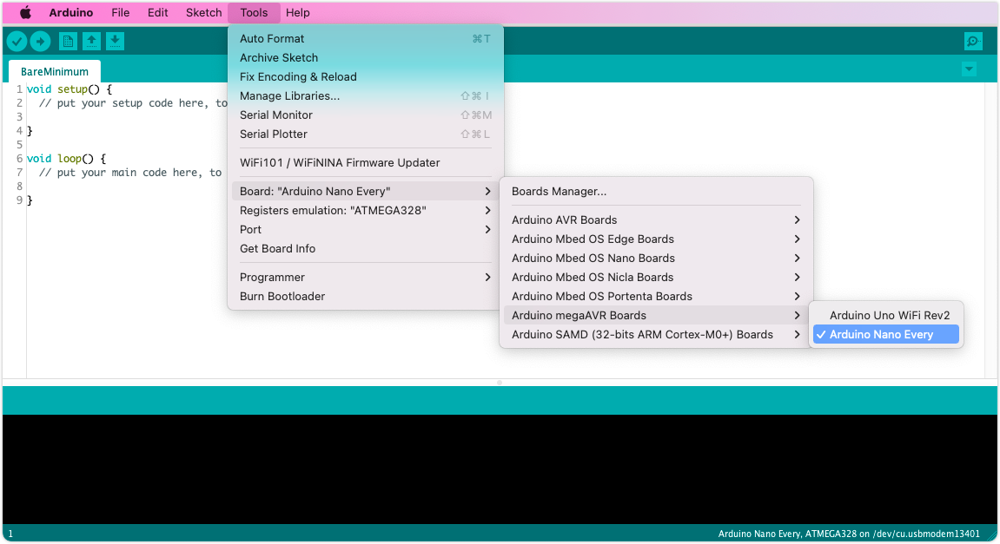 Arduino File Edit Sketch Tools Help
BareMinimum
1 void setup() {
2 // put your setup code here, to
3
4 }
5
6 void loop() {
7 // put your main code here, to
8
9 }
Auto Format ⌘T
Archive Sketch
Fix Encoding & Reload
Manage Libraries... ⇧⌘I
Serial Monitor ⇧⌘M
Serial Plotter ⇧⌘L
WiFi101 / WiFiNINA Firmware Updater
Board: "Arduino Nano Every"
Registers emulation: "ATMEGA328"
Port
Get Board Info
Programmer
Burn Bootloader
Boards Manager...
Arduino AVR Boards
Arduino Mbed OS Edge Boards
Arduino Mbed OS Nano Boards
Arduino Mbed OS Nicla Boards
Arduino Mbed OS Portenta Boards
Arduino megaAVR Boards
Arduino SAMD (32-bits ARM Cortex-M0+) Boards
Arduino Uno WiFi Rev2
✓ Arduino Nano Every
1
Arduino Nano Every, ATMEGA328 on /dev/cu.usbmodem13401